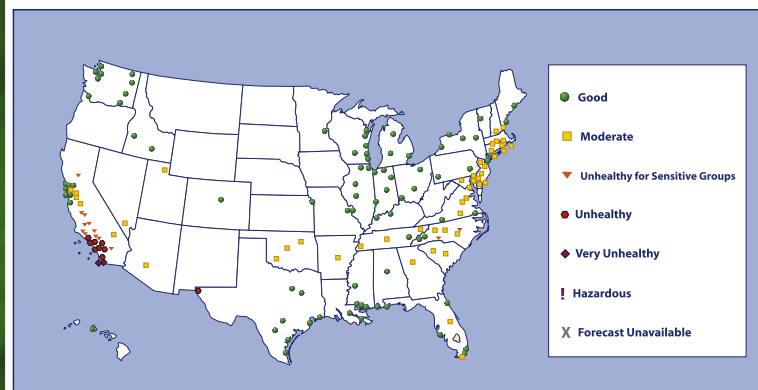 Good
Moderate
Unhealthy for Sensitive Groups
Unhealthy
Very Unhealthy
! Hazardous
X Forecast Unavailable